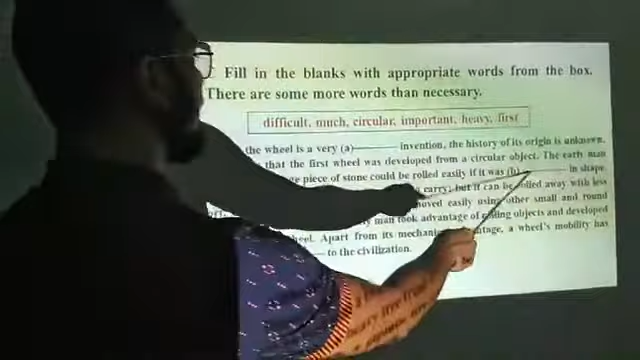 Fill in the blanks with appropriate words from the box.
There are some more words than necessary.
difficult, much, circular, important, heavy, first
the wheel is a very (a)________ invention, the history of its origin is unknown.
that the first wheel was developed from a circular object. The early man
piece of stone could be rolled easily if it was (b)________ in shape.
carry; but it can be rolled away with less
easily using other small and round
man took advantage of objects and developed
Apart from its a wheel's mobility has
________ to the civilization.